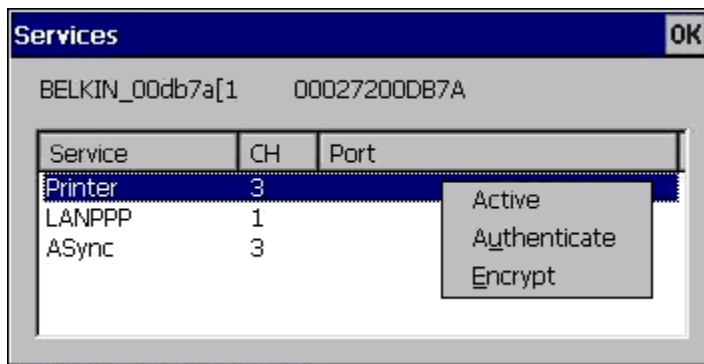 Services OK
BELKIN_00db7a[1 00027200DB7A
Service CH Port
Printer 3
LANPPP 1
ASync 3
Active
Authenticate
Encrypt